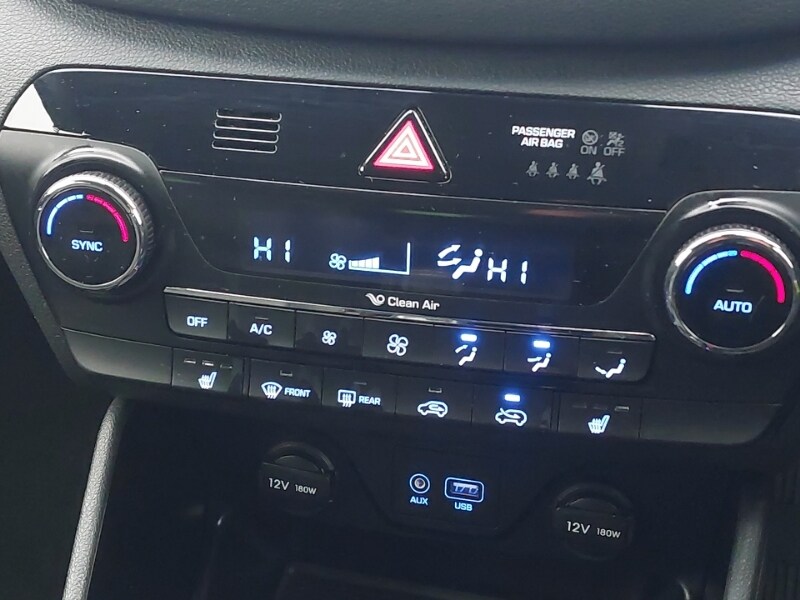 PASSENGER
AIR BAG
ON OFF
SYNC
HI
HI
AUTO
Clean Air
OFF
A/C
FRONT
REAR
12V 180W
AUX
USB
12V 180W